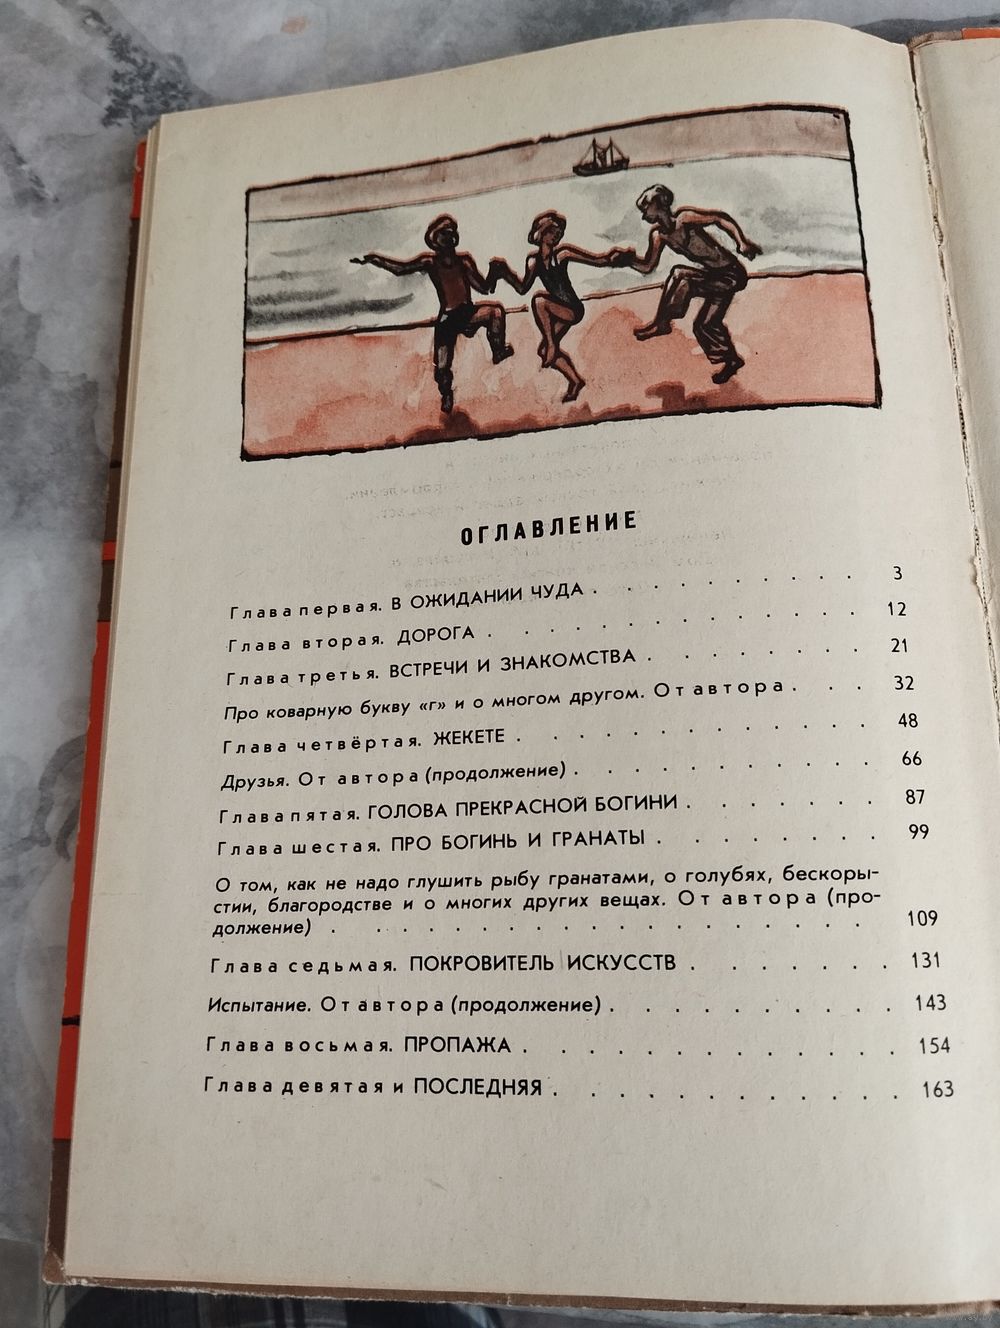 ОГЛАВЛЕНИЕ
Глава первая. В ОЖИДАНИИ ЧУДА . . . . . . . . . 3
Глава вторая. ДОРОГА . . . . . . . . . . . 12
Глава третья. ВСТРЕЧИ И ЗНАКОМСТВА . . . . . . . 21
Про коварную букву «г» и о многом другом. От автора . . . 32
Глава четвёртая. ЖЕКЕТЕ . . . . . . . . . . 48
Друзья. От автора (продолжение) . . . . . . . . . 66
Глава пятая. ГОЛОВА ПРЕКРАСНОЙ БОГИНИ . . . . . . 87
Глава шестая. ПРО БОГИНЬ И ГРАНАТЫ . . . . . . . 99
О том, как не надо глушить рыбу гранатами, о голубях, бескоры-
стии, благородстве и о многих других вещах. От автора (про-
должение) . . . . . . . . . . . . . . 109
Глава седьмая. ПОКРОВИТЕЛЬ ИСКУССТВ . . . . . . 131
Испытание. От автора (продолжение) . . . . . . . . . 143
Глава восьмая. ПРОПАЖА . . . . . . . . . . 154
Глава девятая и ПОСЛЕДНЯЯ . . . . . . . . . . 163